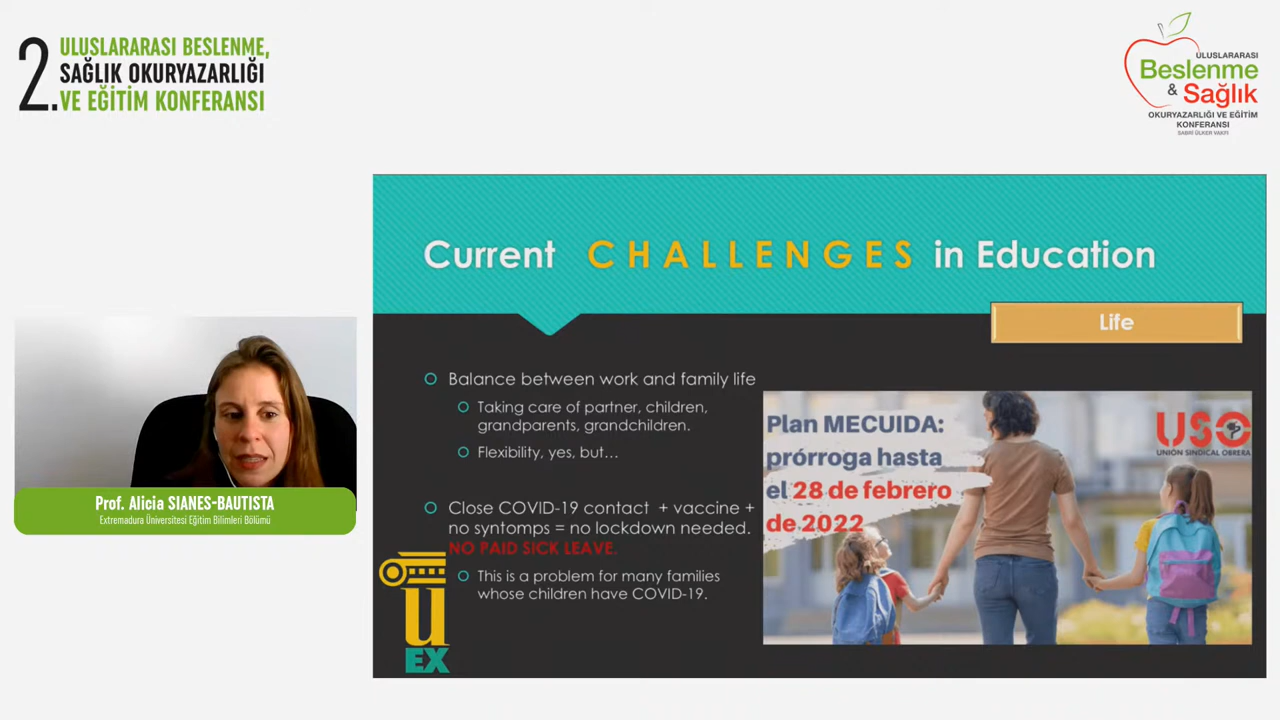 2.
ULUSLARARASI BESLENME,
SAĞLIK OKURYAZARLIĞI
VE EĞİTİM KONFERANSI
ULUSLARARASI
Beslenme
& Sağlık
OKURYAZARLIĞI VE EĞİTİM
KONFERANSI
SABRİ ÜLKER VAKFI
Current CHALLENGES in Education
Life
Balance between work and family life
Taking care of partner, children,
grandparents, grandchildren.
Flexibility, yes, but...
Close COVID-19 contact + vaccine +
no syntomps = no lockdown needed.
NO PAID SICK LEAVE.
This is a problem for many families
whose children have COVID-19.
Plan MECUIDA:
prórroga hasta
el 28 de febrero
de 2022
USO
UNIÓN SINDICAL OBRERA
u
EX
Prof. Alicia SIANES-BAUTISTA
Extremadura Üniversitesi Eğitim Bilimleri Bölümü